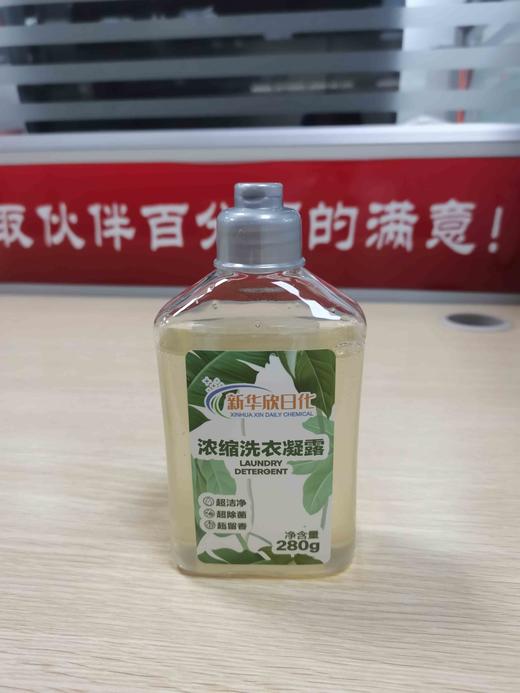 取伙伴百分
的满意！
新华欣日化
XINHUA XIN DAILY CHEMICAL
浓缩洗衣凝露
LAUNDRY
DETERGENT
超洁净
超除菌
超留香
净含量
280g